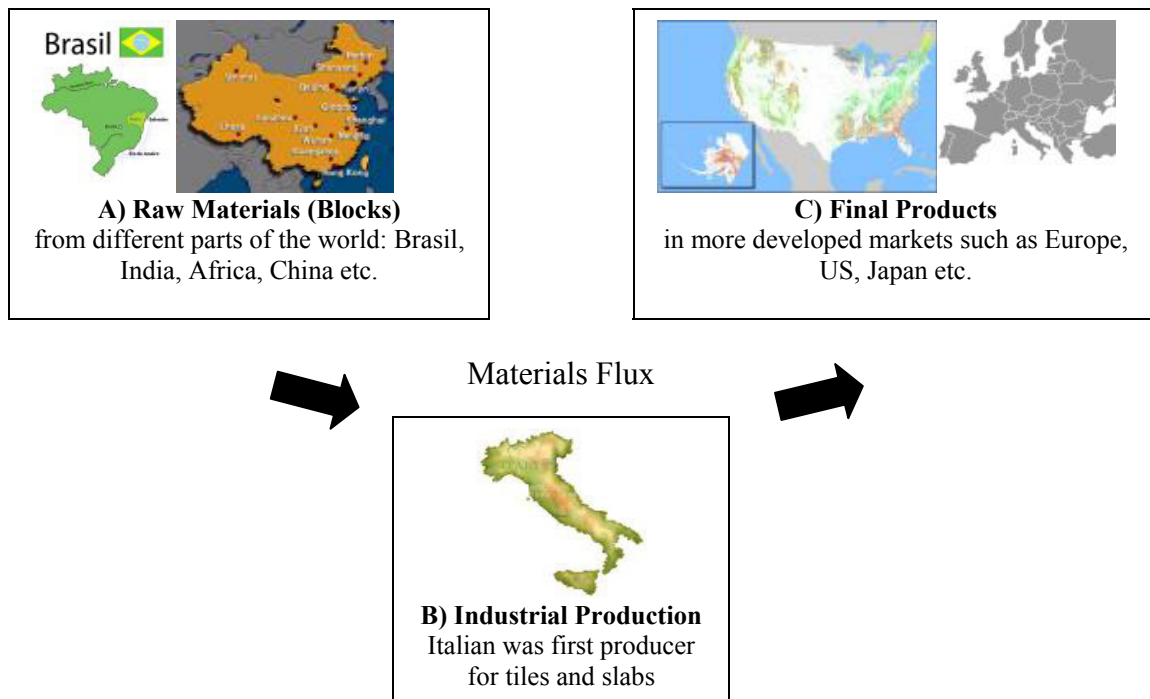 Brasil
A) Raw Materials (Blocks)
from different parts of the world: Brasil,
India, Africa, China etc.
C) Final Products
in more developed markets such as Europe,
US, Japan etc.
Materials Flux
B) Industrial Production
Italian was first producer
for tiles and slabs